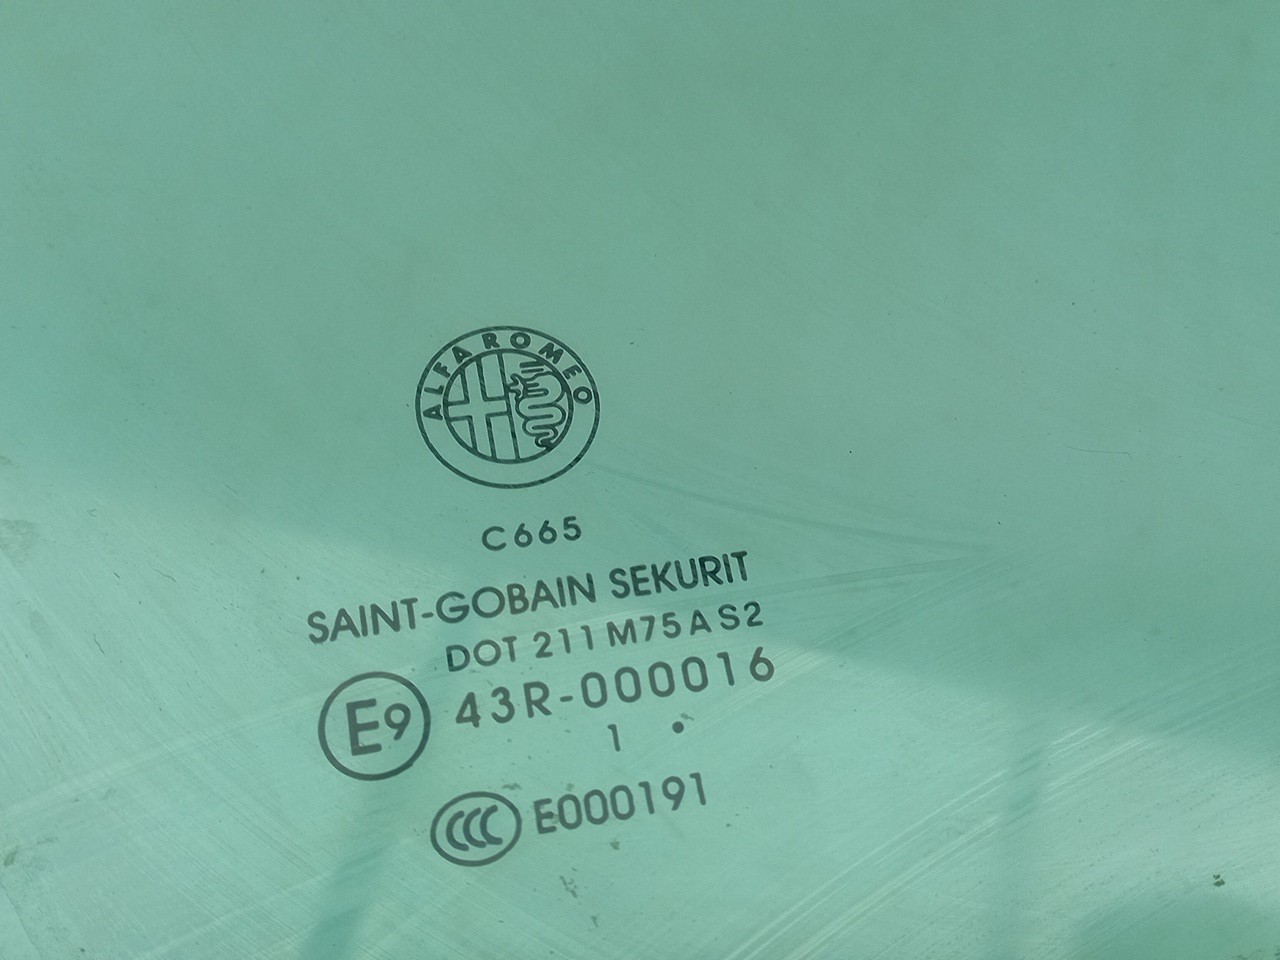 ALFA ROMEO
C665
SAINT-GOBAIN SEKURIT
DOT 211 M75 A S2
E9 43R-000016
1 •
CCC E000191